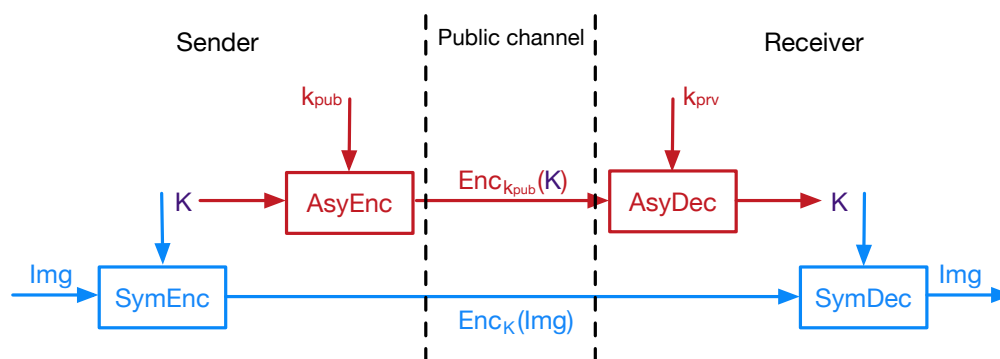 Sender
Public channel
Receiver
kpub
kprv
K
AsyEnc
Enckpub(K)
AsyDec
K
Img
SymEnc
EncK(Img)
SymDec
Img